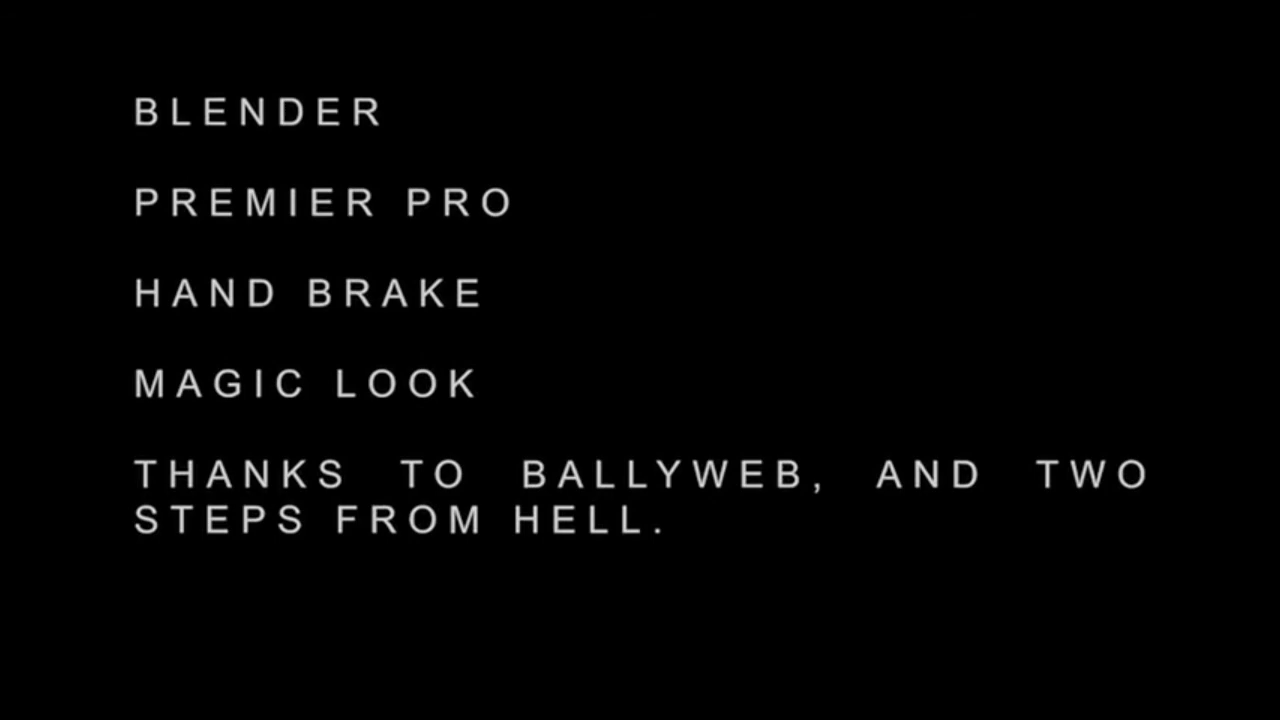 BLENDER
PREMIER PRO
HAND BRAKE
MAGIC LOOK
THANKS TO BALLYWEB, AND TWO
STEPS FROM HELL.